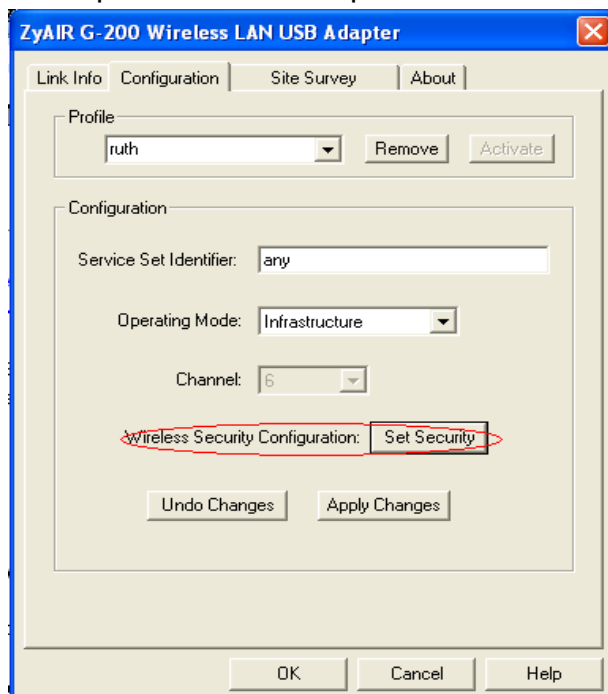 ZyAIR G-200 Wireless LAN USB Adapter
Link Info Configuration Site Survey About
Profile
ruth Remove Activate
Configuration
Service Set Identifier: any
Operating Mode: Infrastructure
Channel: 6
Wireless Security Configuration: Set Security
Undo Changes Apply Changes
OK Cancel Help